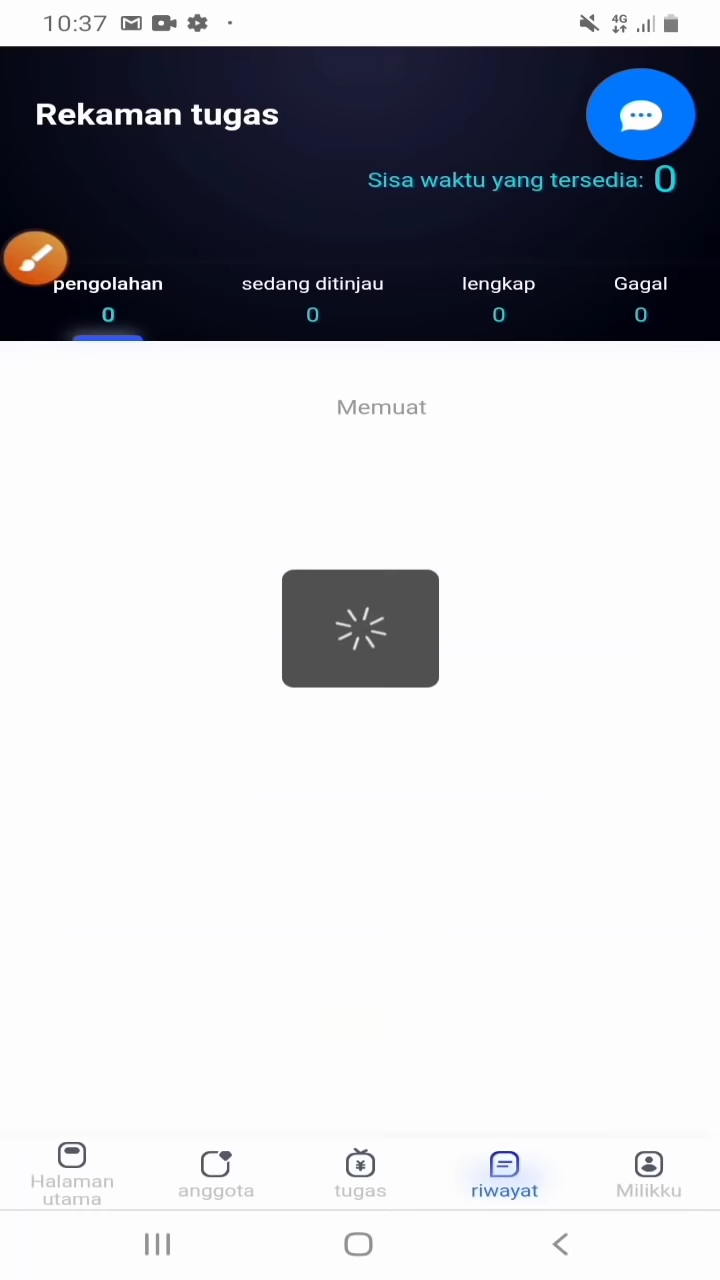 10:37
4G
Rekaman tugas
Sisa waktu yang tersedia: 0
pengolahan sedang ditinjau lengkap Gagal
0 0 0 0
Memuat
Halaman utama
anggota
¥
tugas
riwayat
Milikku